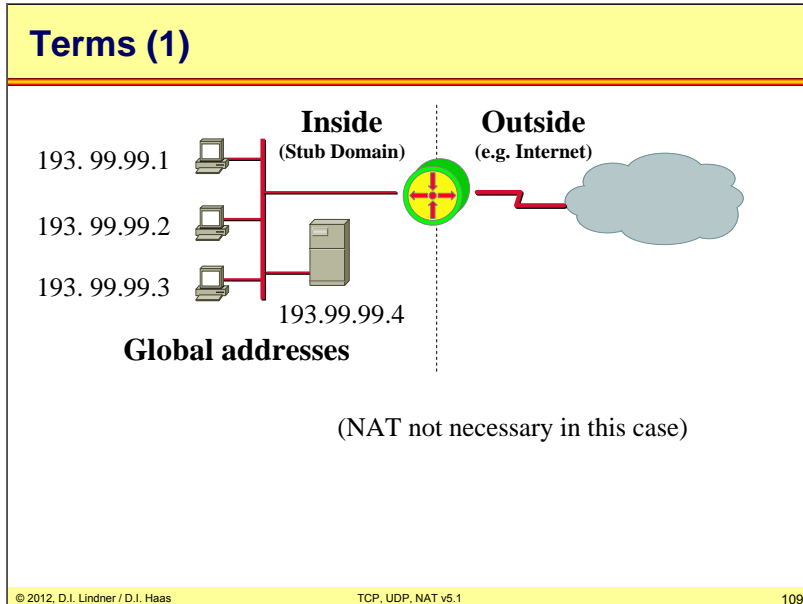 Terms (1)
Inside
(Stub Domain)
Outside
(e.g. Internet)
193. 99.99.1
193. 99.99.2
193. 99.99.3
193.99.99.4
Global addresses
(NAT not necessary in this case)
© 2012, D.I. Lindner / D.I. Haas
TCP, UDP, NAT v5.1
109